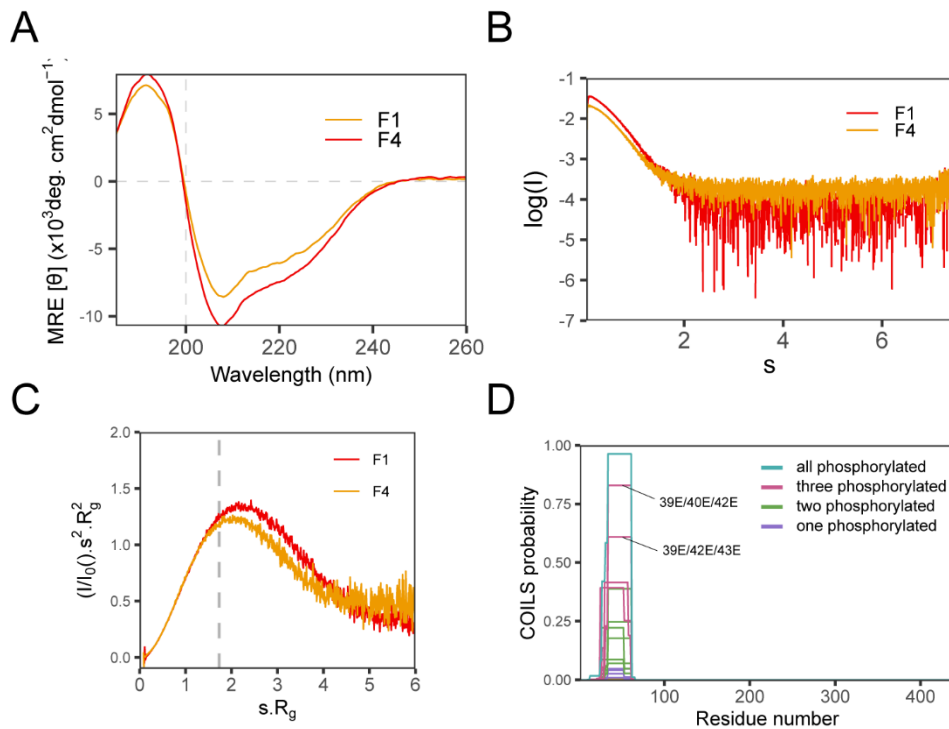 A
MRE [θ] (x10³deg. cm²dmol⁻¹
5
0
-5
-10
200
220
240
260
Wavelength (nm)
F1
F4
B
log(I)
-1
-2
-3
-4
-5
-6
-7
2
4
6
s
F1
F4
C
(I/I₀().s².R_g²
2.0
1.5
1.0
0.5
0.0
0
1
2
3
4
5
6
s.R_g
F1
F4
D
COILS probability
1.00
0.75
0.50
0.25
0.00
100
200
300
400
Residue number
all phosphorylated
three phosphorylated
two phosphorylated
one phosphorylated
39E/40E/42E
39E/42E/43E